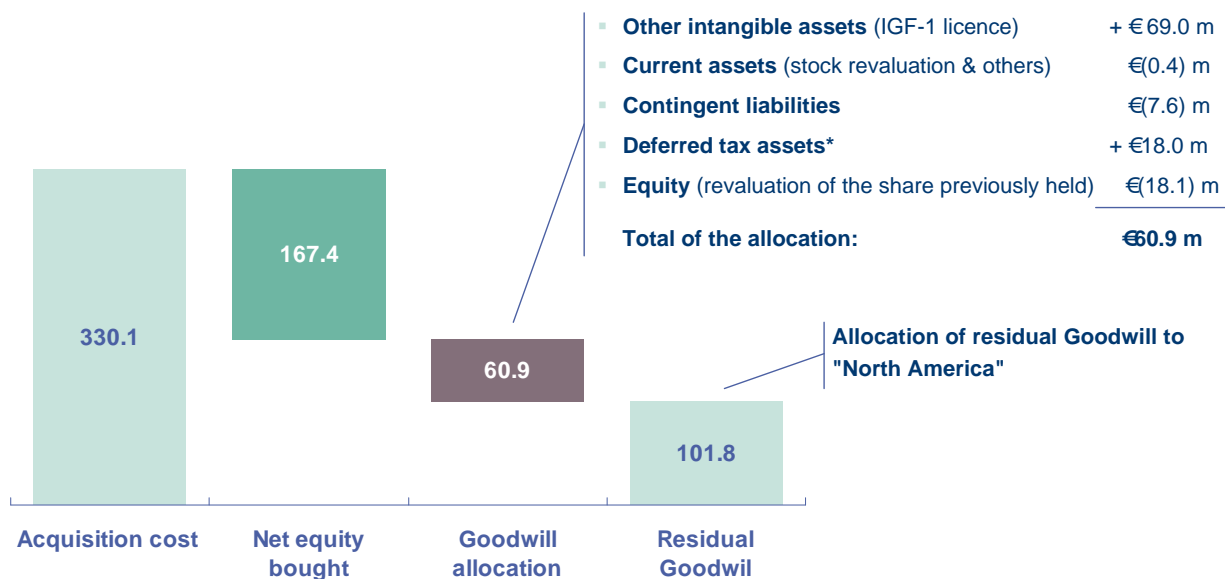 Other intangible assets (IGF-1 licence) + € 69.0 m
Current assets (stock revaluation & others) €(0.4) m
Contingent liabilities €(7.6) m
Deferred tax assets* + €18.0 m
Equity (revaluation of the share previously held) €(18.1) m
Total of the allocation: €60.9 m
167.4
330.1
Allocation of residual Goodwill to
"North America"
60.9
101.8
Acquisition cost
Net equity
bought
Goodwill
allocation
Residual
Goodwil